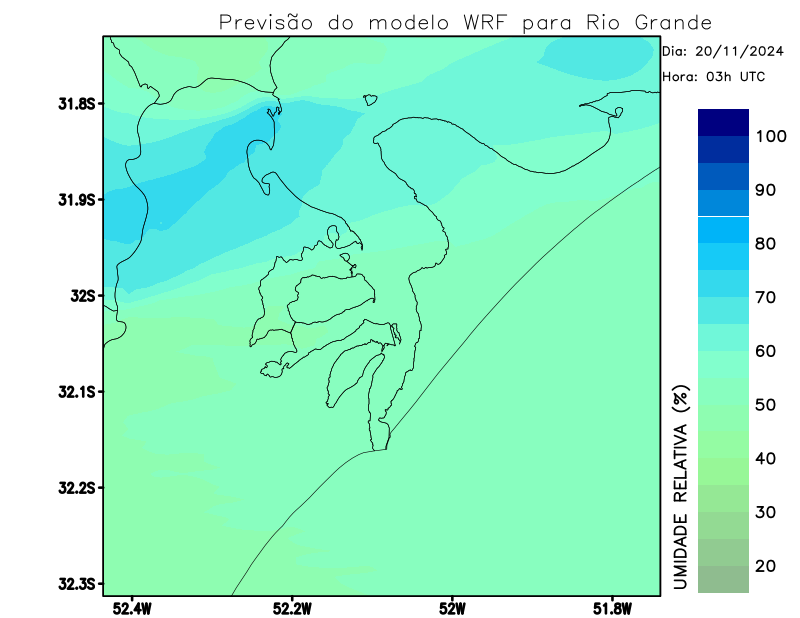 Previsão do modelo WRF para Rio Grande
Dia: 20/11/2024
Hora: 03h UTC
31.8S
31.9S
32S
32.1S
32.2S
32.3S
52.4W
52.2W
52W
51.8W
100
90
80
70
60
50
40
30
20
UMIDADE RELATIVA (%)